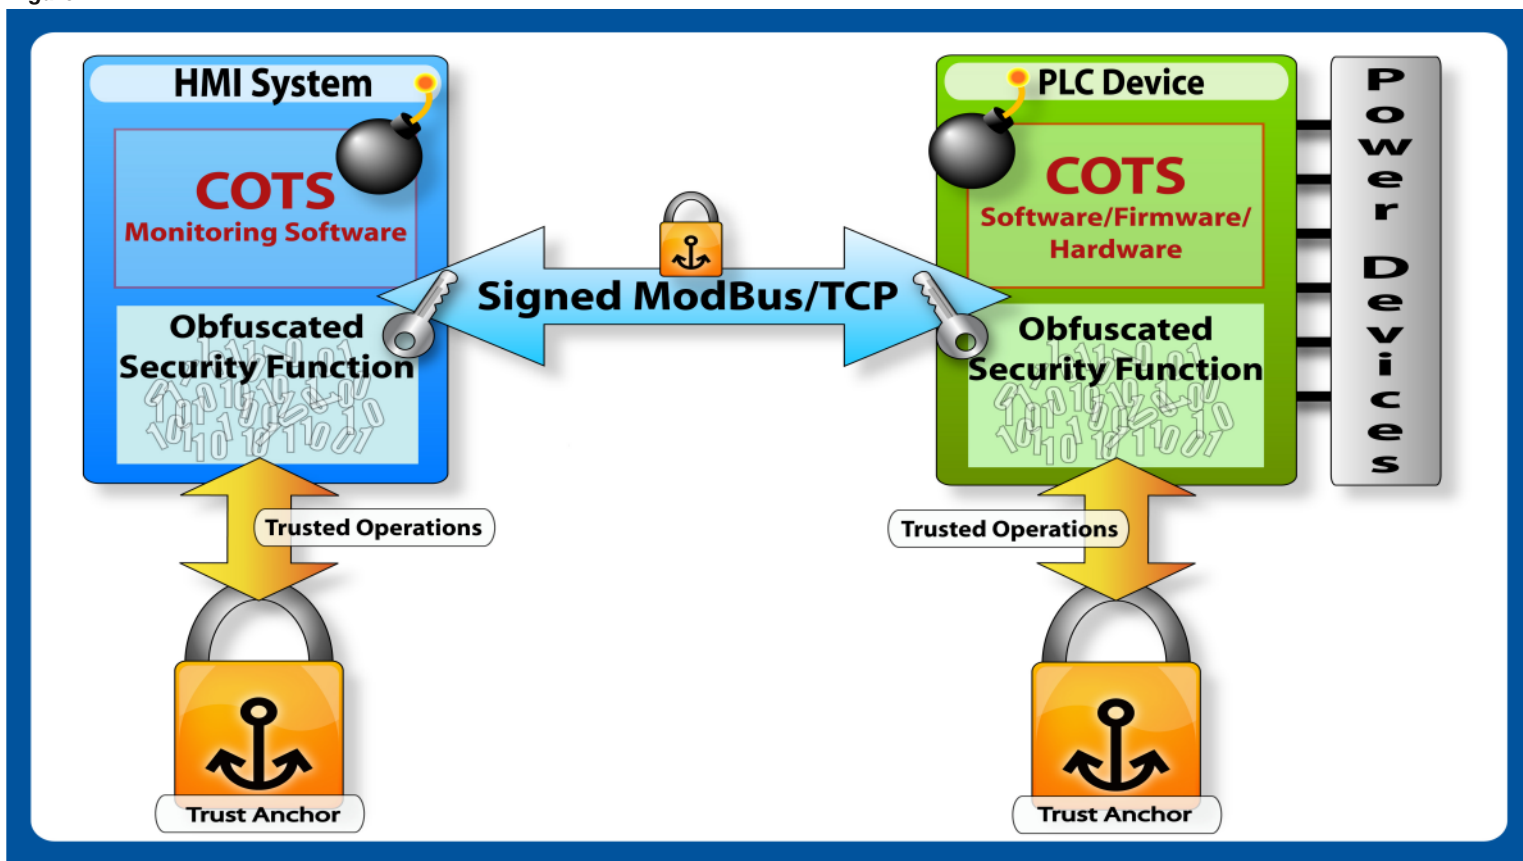 HMI System
COTS
Monitoring Software
Obfuscated
Security Function
Trusted Operations
Trust Anchor
Signed ModBus/TCP
PLC Device
COTS
Software/Firmware/
Hardware
Obfuscated
Security Function
Trusted Operations
Trust Anchor
Power Devices